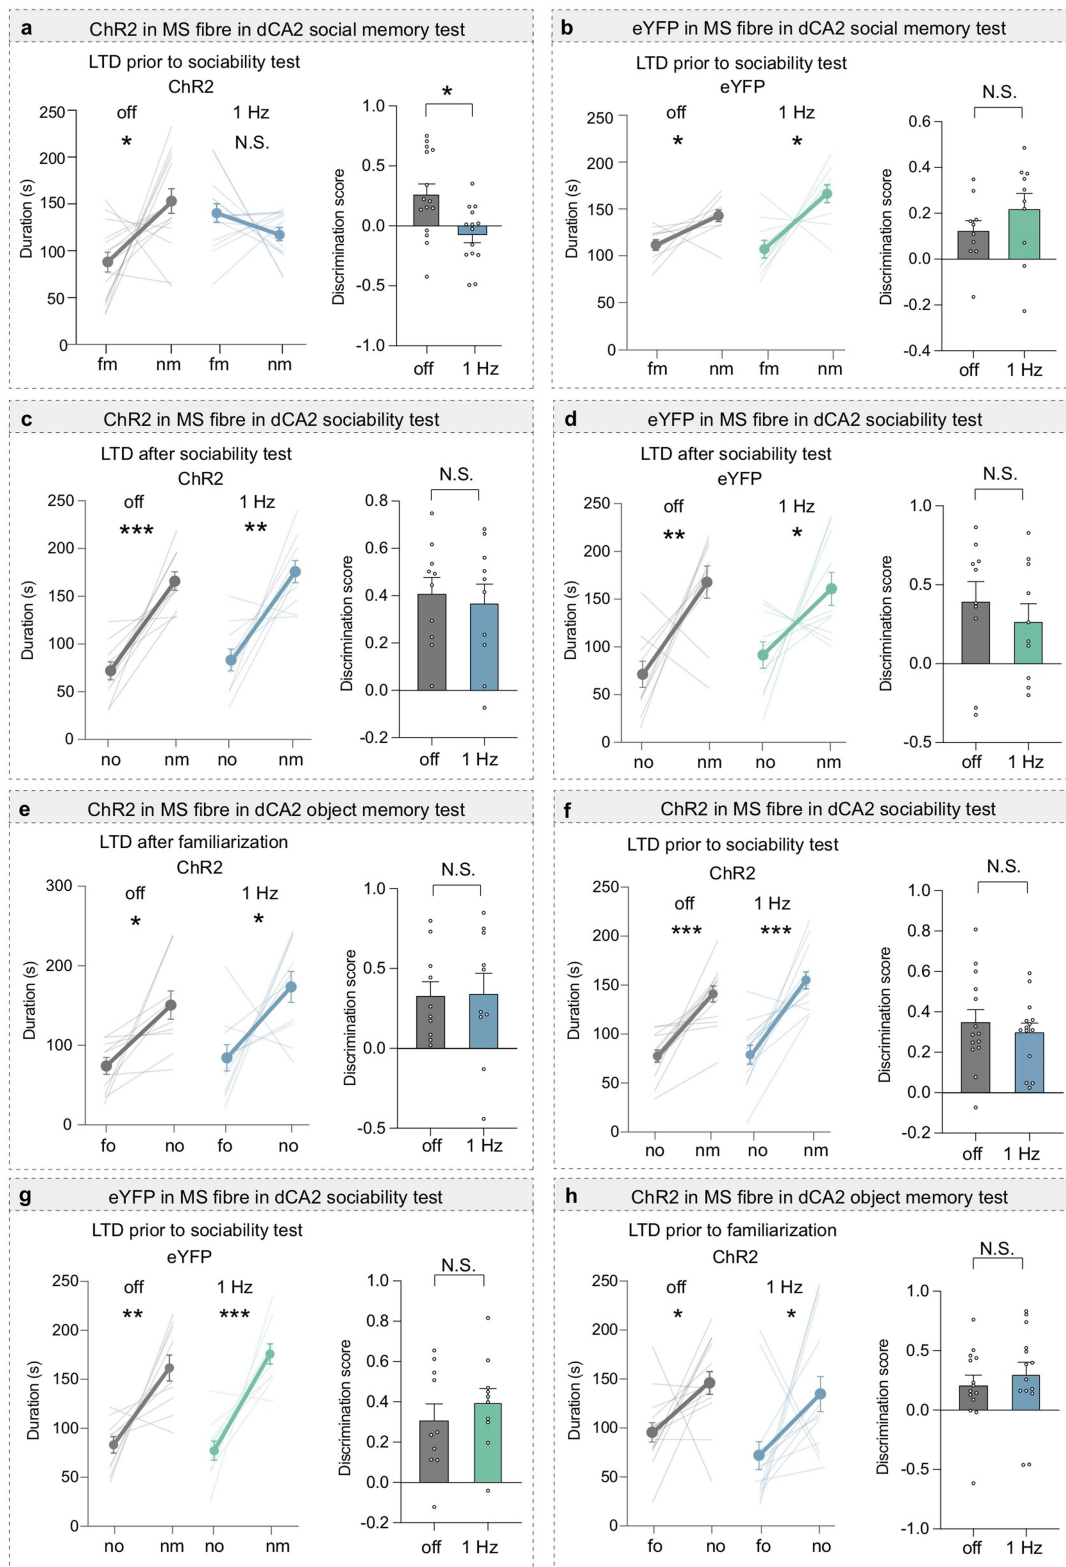 a ChR2 in MS fibre in dCA2 social memory test
LTD prior to sociability test
ChR2
off 1 Hz
* N.S.
Duration (s)
250
200
150
100
50
0
fm nm fm nm
*
Discrimination score
1.0
0.5
0.0
-0.5
-1.0
off 1 Hz
b eYFP in MS fibre in dCA2 social memory test
LTD prior to sociability test
eYFP
off 1 Hz
* *
Duration (s)
250
200
150
100
50
0
fm nm fm nm
N.S.
Discrimination score
0.6
0.4
0.2
0.0
-0.2
-0.4
off 1 Hz
c ChR2 in MS fibre in dCA2 sociability test
LTD after sociability test
ChR2
off 1 Hz
*** **
Duration (s)
250
200
150
100
50
0
no nm no nm
N.S.
Discrimination score
0.8
0.6
0.4
0.2
0.0
-0.2
off 1 Hz
d eYFP in MS fibre in dCA2 sociability test
LTD after sociability test
eYFP
off 1 Hz
** *
Duration (s)
250
200
150
100
50
0
no nm no nm
N.S.
Discrimination score
1.0
0.5
0.0
-0.5
off 1 Hz
e ChR2 in MS fibre in dCA2 object memory test
LTD after familiarization
ChR2
off 1 Hz
* *
Duration (s)
300
200
100
0
fo no fo no
N.S.
Discrimination score
1.0
0.5
0.0
-0.5
off 1 Hz
f ChR2 in MS fibre in dCA2 sociability test
LTD prior to sociability test
ChR2
off 1 Hz
*** ***
Duration (s)
250
200
150
100
50
0
no nm no nm
N.S.
Discrimination score
1.0
0.8
0.6
0.4
0.2
0.0
-0.2
off 1 Hz
g eYFP in MS fibre in dCA2 sociability test
LTD prior to sociability test
eYFP
off 1 Hz
** ***
Duration (s)
250
200
150
100
50
0
no nm no nm
N.S.
Discrimination score
1.0
0.8
0.6
0.4
0.2
0.0
-0.2
off 1 Hz
h ChR2 in MS fibre in dCA2 object memory test
LTD prior to familiarization
ChR2
off 1 Hz
* *
Duration (s)
250
200
150
100
50
0
fo no fo no
N.S.
Discrimination score
1.0
0.5
0.0
-0.5
-1.0
off 1 Hz